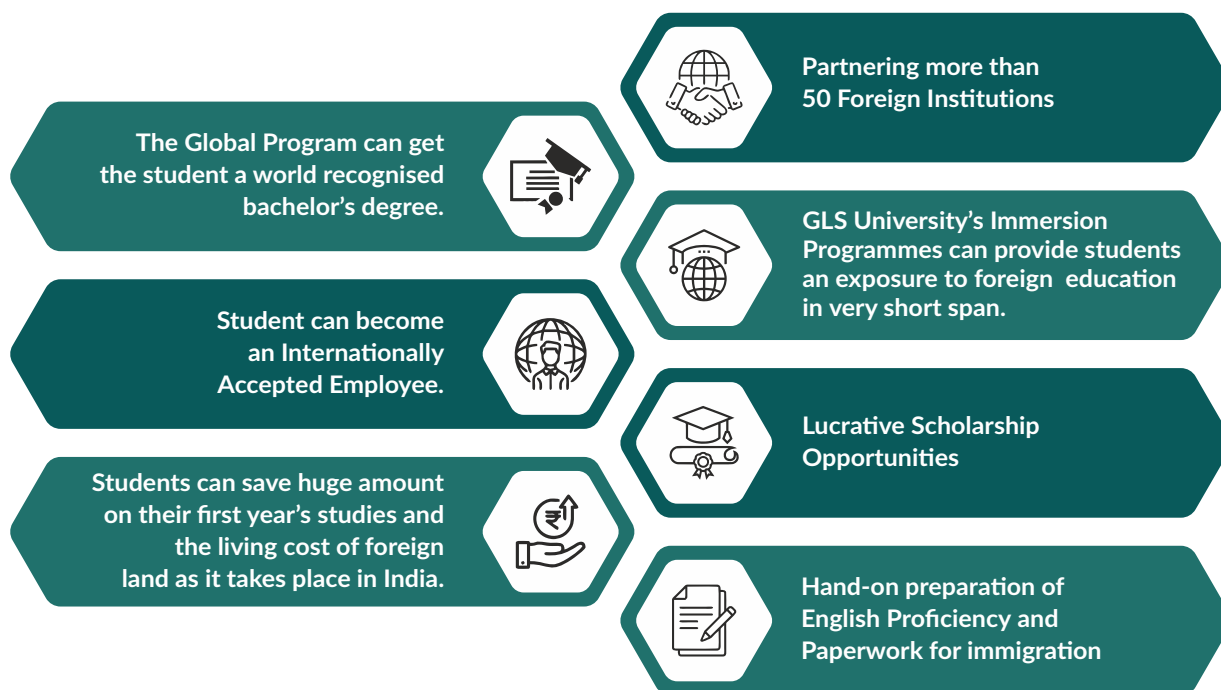 Partnering more than
50 Foreign Institutions
The Global Program can get
the student a world recognised
bachelor's degree.
GLS University's Immersion
Programmes can provide students
an exposure to foreign education
in very short span.
Student can become
an Internationally
Accepted Employee.
Lucrative Scholarship
Opportunities
Students can save huge amount
on their first year's studies and
the living cost of foreign
land as it takes place in India.
Hand-on preparation of
English Proficiency and
Paperwork for immigration